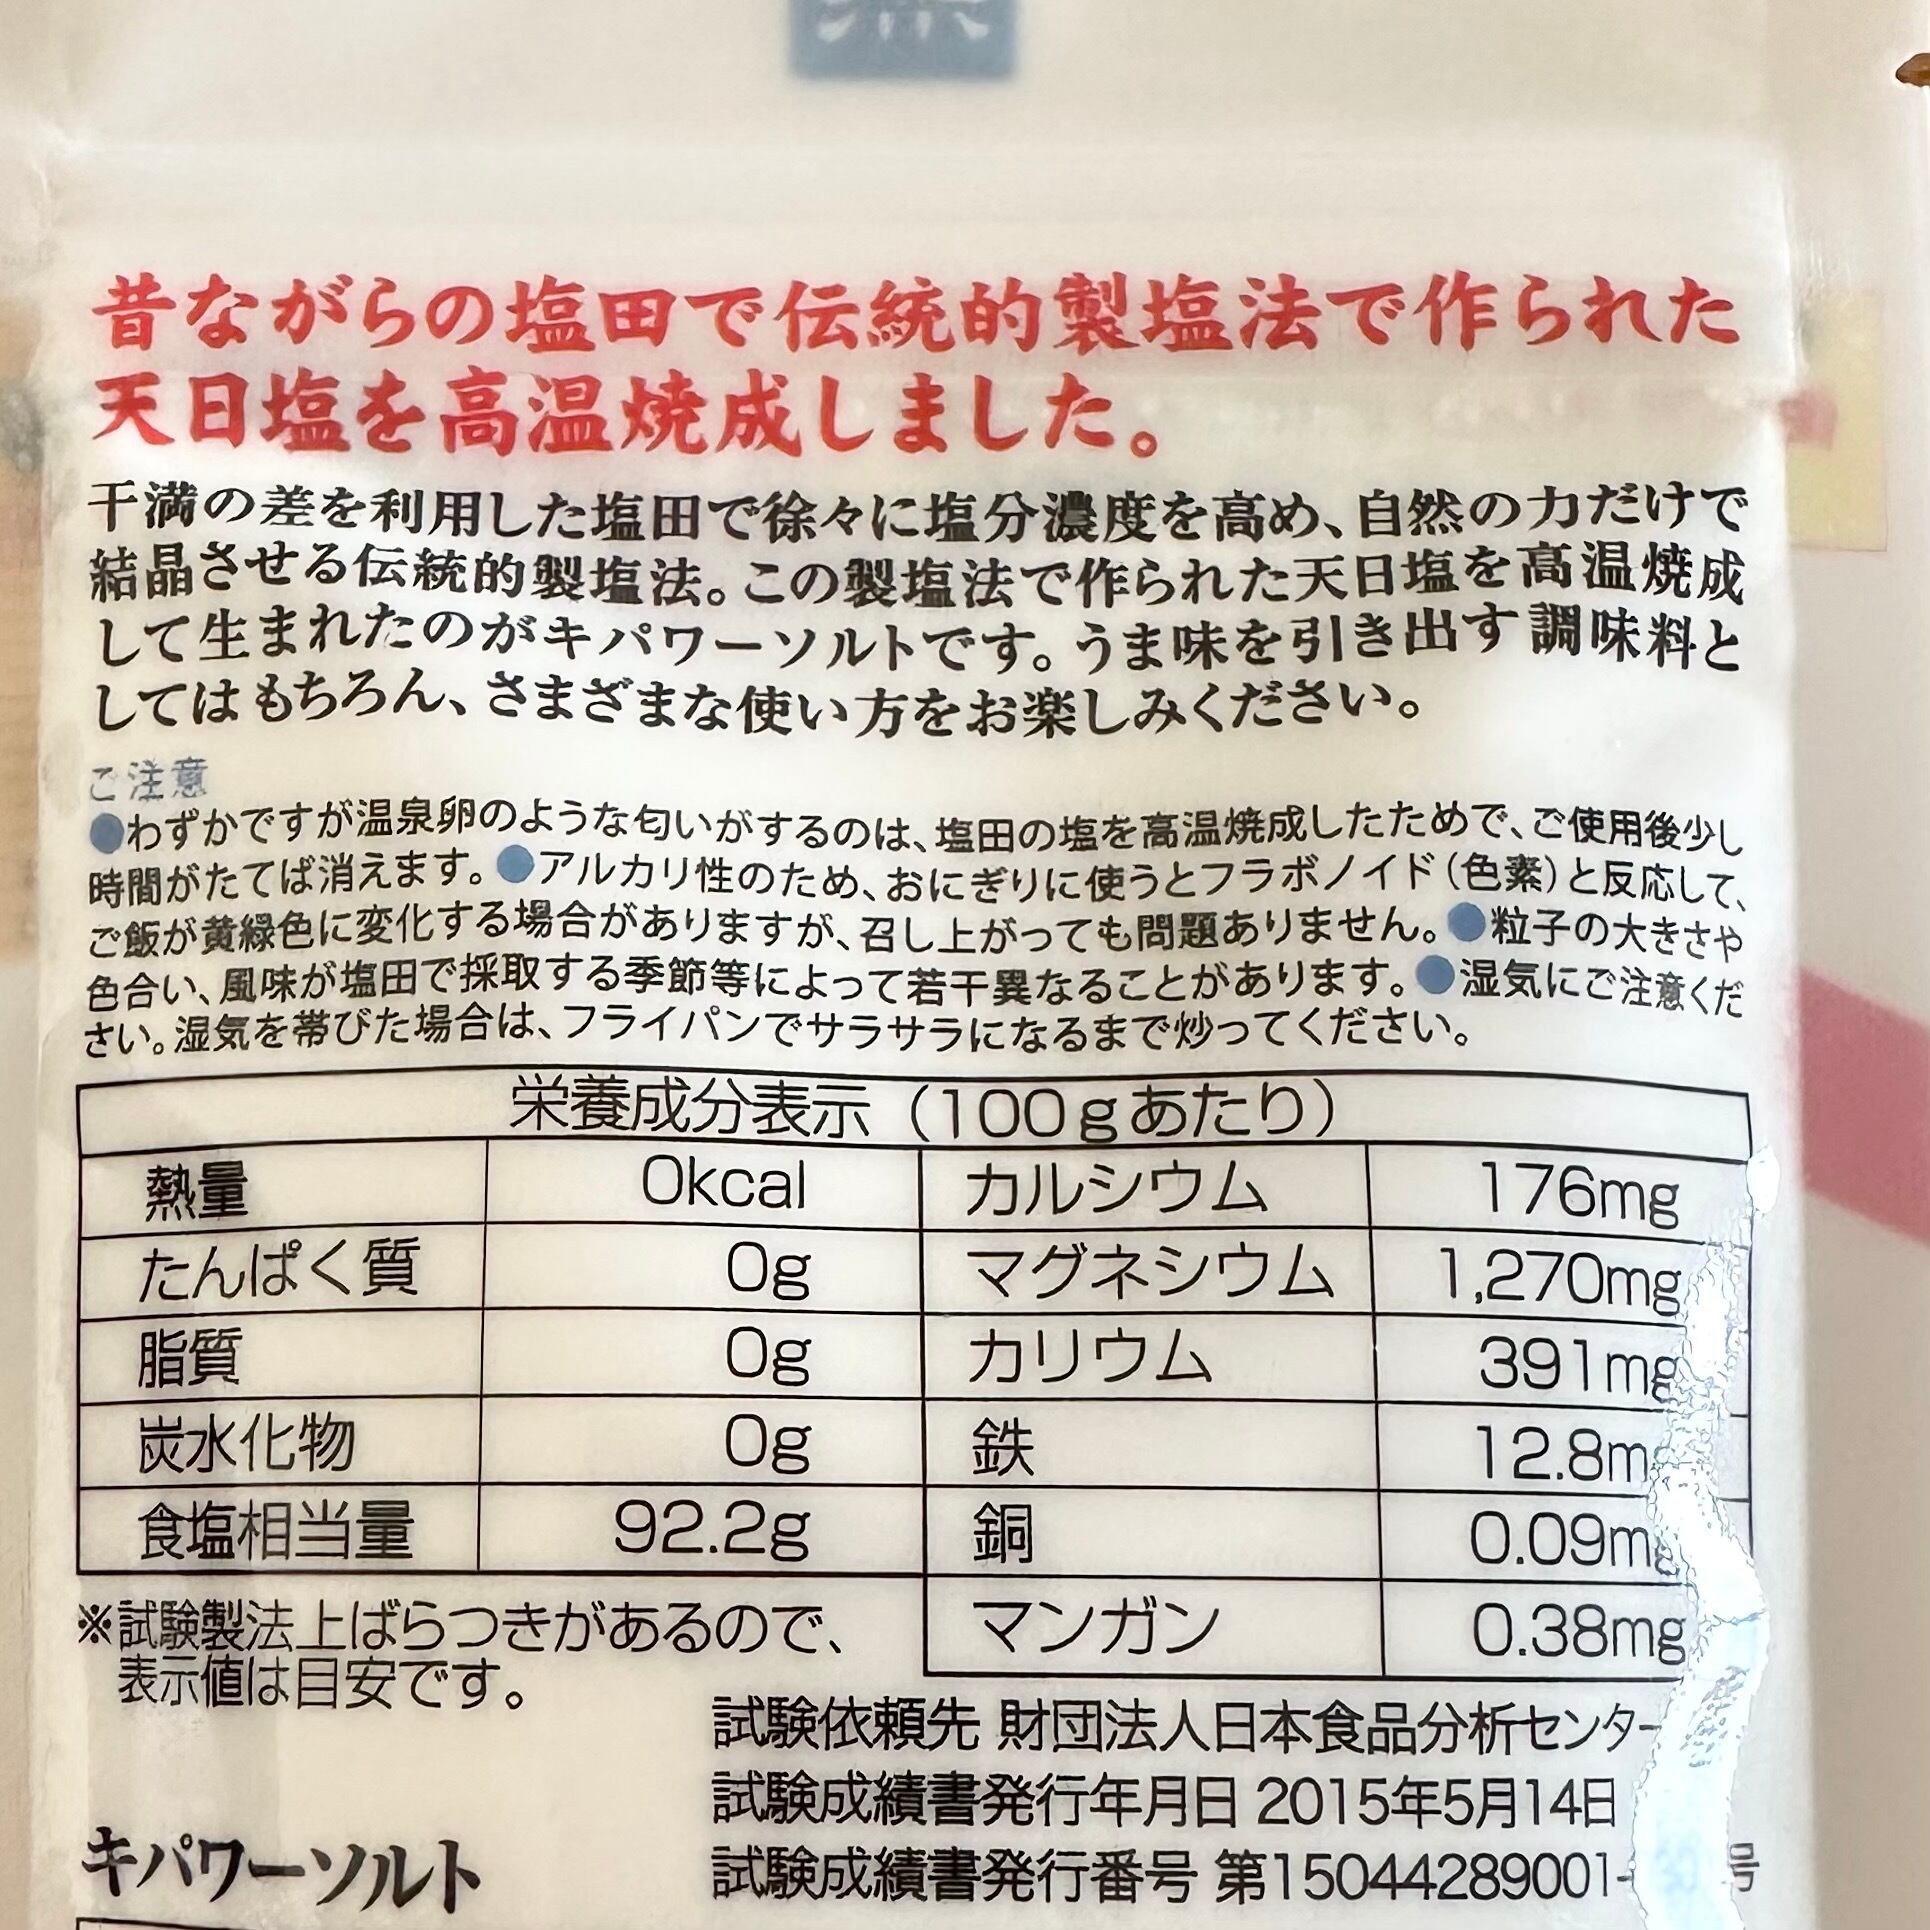 昔ながらの塩田で伝統的製塩法で作られた
天日塩を高温焼成しました。
干満の差を利用した塩田で徐々に塩分濃度を高め、自然の力だけで
結晶させる伝統的製塩法。この製塩法で作られた天日塩を高温焼成
して生まれたのがキパワーソルトです。うま味を引き出す調味料と
してはもちろん、さまざまな使い方をお楽しみください。
ご注意
●わずかですが温泉卵のような匂いがするのは、塩田の塩を高温焼成したためで、ご使用後少し
時間がたてば消えます。●アルカリ性のため、おにぎりに使うとフラボノイド(色素)と反応して、
ご飯が黄緑色に変化する場合がありますが、召し上がっても問題ありません。●粒子の大きさや
色合い、風味が塩田で採取する季節等によって若干異なることがあります。●湿気にご注意くだ
さい。湿気を帯びた場合は、フライパンでサラサラになるまで炒ってください。
栄養成分表示(100gあたり)
熱量 0kcal カルシウム 176mg
たんぱく質 0g マグネシウム 1,270mg
脂質 0g カリウム 391mg
炭水化物 0g 鉄 12.8m
食塩相当量 92.2g 銅 0.09mg
マンガン 0.38mg
※試験製法上ばらつきがあるので、
表示値は目安です。
試験依頼先 財団法人日本食品分析センター
試験成績書発行年月日 2015年5月14日
試験成績書発行番号 第15044289001- 号
キパワーソルト